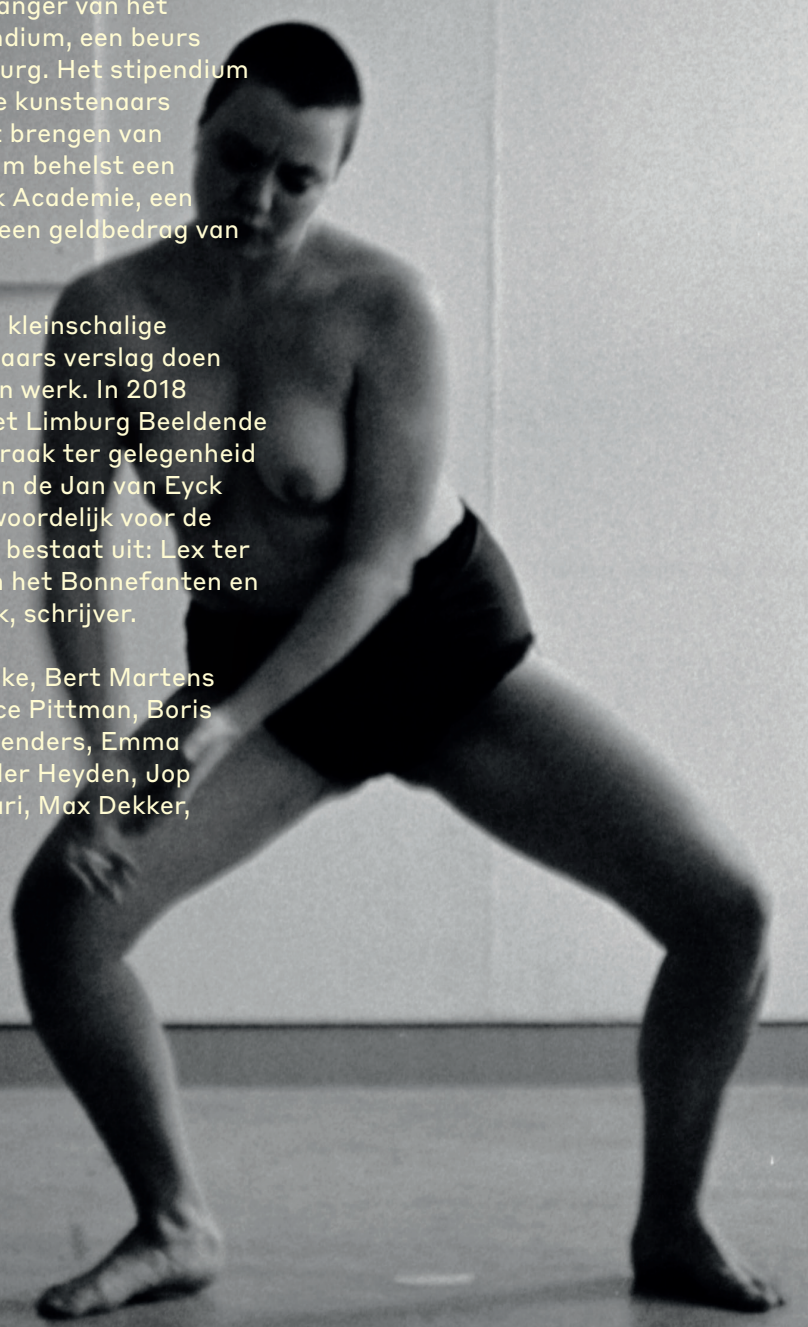 anger van het
ndium, een beurs
urg. Het stipendium
e kunstenaars
t brengen van
m behelst een
k Academie, een
een geldbedrag van
kleinschalige
aars verslag doen
n werk. In 2018
et Limburg Beeldende
raak ter gelegenheid
n de Jan van Eyck
woordelijk voor de
bestaat uit: Lex ter
n het Bonnefanten en
k, schrijver.
ke, Bert Martens
ce Pittman, Boris
enders, Emma
ler Heyden, Jop
ari, Max Dekker,